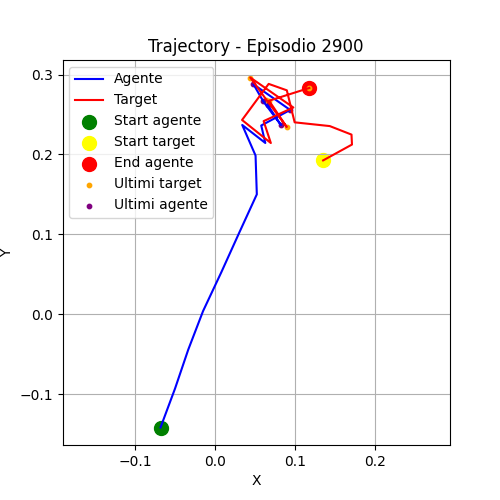 Trajectory - Episodio 2900
Agente
Target
Start agente
Start target
End agente
Ultimi target
Ultimi agente
0.3
0.2
0.1
0.0
−0.1
Y
−0.1
0.0
0.1
0.2
X